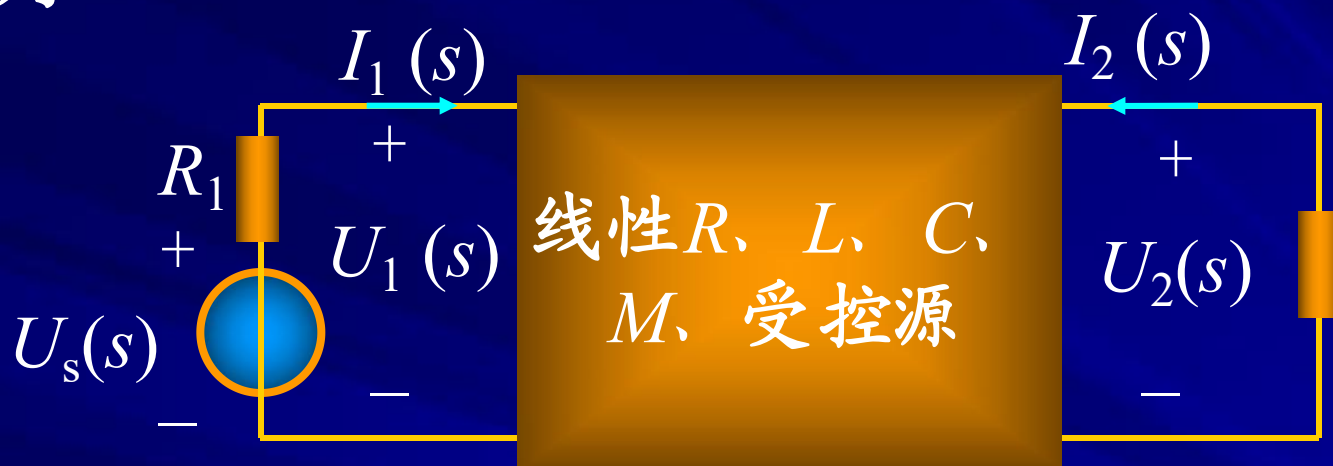 I₁ (s)
I₂ (s)
+
+
R₁
+
U₁ (s)
线性R、 L、 C、
M、受控源
U₂(s)
Uₛ(s)
−
−
−